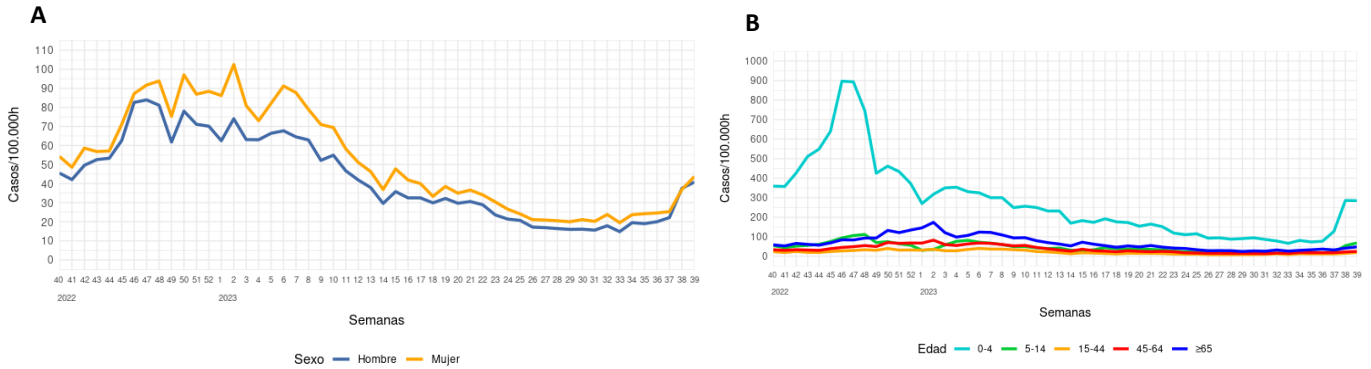 A
Casos/100.000h
110
100
90
80
70
60
50
40
30
20
10
0
40 41 42 43 44 45 46 47 48 49 50 51 52 1 2 3 4 5 6 7 8 9 10 11 12 13 14 15 16 17 18 19 20 21 22 23 24 25 26 27 28 29 30 31 32 33 34 35 36 37 38 39
2022 2023
Semanas
Sexo Hombre Mujer
B
Casos/100.000h
1000
900
800
700
600
500
400
300
200
100
0
40 41 42 43 44 45 46 47 48 49 50 51 52 1 2 3 4 5 6 7 8 9 10 11 12 13 14 15 16 17 18 19 20 21 22 23 24 25 26 27 28 29 30 31 32 33 34 35 36 37 38 39
2022 2023
Semanas
Edad 0-4 5-14 15-44 45-64 ≥65